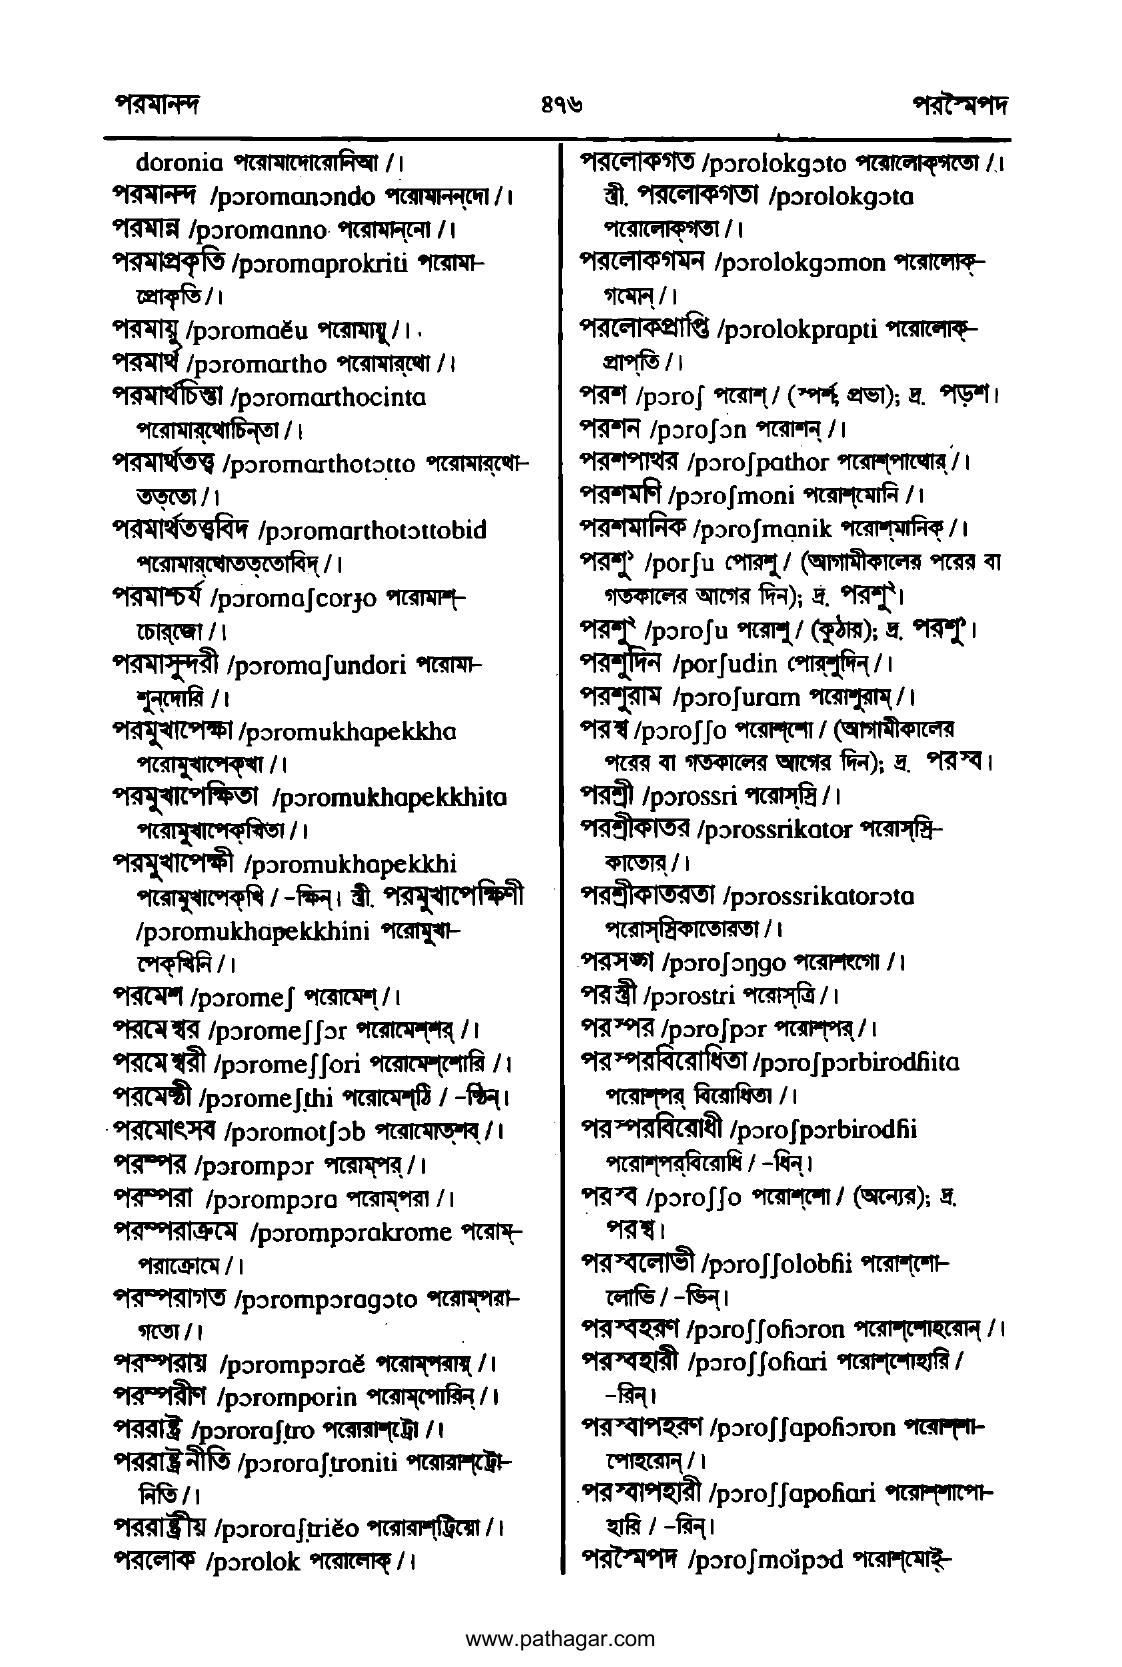 পরমানন্দ
৪৭৬
পরস্মৈপদ
doronia পরোমাদোরোনিআ / ।
পরমানন্দ /pɔromanɔndo পরোমানন্‌দো / ।
পরমান্ন /pɔromanno পরোমান্‌নো / ।
পরমাপ্রকৃতি /pɔromaprokriti পরোমা-
প্রোকৃতি / ।
পরমায়ু /pɔromaĕu পরোমায়ু / ।
পরমার্থ /pɔromartho পরোমার্‌থো / ।
পরমার্থচিন্তা /pɔromarthocinta
পরোমার্‌থোচিন্‌তা / ।
পরমার্থতত্ত্ব /pɔromarthotɔtto পরোমার্‌থো-
তত্‌তো / ।
পরমার্থতত্ত্ববিদ /pɔromarthotɔttobid
পরোমার্‌থোতত্‌তোবিদ্ / ।
পরমাশ্চর্য /pɔromaʃcorɟo পরোমাশ্-
চোর্‌জো / ।
পরমাসুন্দরী /pɔromaʃundori পরোমা-
শুন্‌দোরি / ।
পরমুখাপেক্ষা /pɔromukhapekkha
পরোমুখাপেক্‌খা / ।
পরমুখাপেক্ষিতা /pɔromukhapekkhita
পরোমুখাপেক্‌খিতা / ।
পরমুখাপেক্ষী /pɔromukhapekkhi
পরোমুখাপেক্‌খি / -ক্ষিন্। স্ত্রী. পরমুখাপেক্ষিণী
/pɔromukhapekkhini পরোমুখা-
পেক্‌খিনি / ।
পরমেশ /pɔromeʃ পরোমেশ্ / ।
পরমেশ্বর /pɔromeʃʃɔr পরোমেশ্‌শর্ / ।
পরমেশ্বরী /pɔromeʃʃori পরোমেশ্‌শোরি / ।
পরমেষ্ঠী /pɔromeʃṭhi পরোমেশ্‌ঠি / -ষ্ঠিন্।
পরমোৎসব /pɔromotʃɔb পরোমোত্‌শব্ / ।
পরম্পর /pɔrompɔr পরোম্‌পর্ / ।
পরম্পরা /pɔrompɔra পরোম্‌পরা / ।
পরম্পরাক্রমে /pɔrompɔrakrome পরোম্-
পরাক্রোমে / ।
পরম্পরাগত /pɔrompɔragɔto পরোম্‌পরা-
গতো / ।
পরম্পরায় /pɔrompɔraĕ পরোম্‌পরায়্ / ।
পরম্পরীণ /pɔromporin পরোম্‌পোরিন্ / ।
পররাষ্ট্র /pɔroraʃṭro পরোরাশ্‌ট্রো / ।
পররাষ্ট্রনীতি /pɔroraʃṭroniti পরোরাশ্‌ট্রো-
নিতি / ।
পররাষ্ট্রীয় /pɔroraʃṭriĕo পরোরাশ্‌ট্রিয়ো / ।
পরলোক /pɔrolok পরোলোক্ / ।
পরলোকগত /pɔrolokgɔto পরোলোক্‌গতো / ।
স্ত্রী. পরলোকগতা /pɔrolokgɔta
পরোলোক্‌গতা / ।
পরলোকগমন /pɔrolokgɔmon পরোলোক্-
গমোন্ / ।
পরলোকপ্রাপ্তি /pɔrolokprapti পরোলোক্-
প্রাপ্‌তি / ।
পরশ /pɔroʃ পরোশ্ / (স্পর্শ, প্রভা); দ্র. পড়শ।
পরশন /pɔroʃɔn পরোশন্ / ।
পরশপাথর /pɔroʃpathor পরোশ্‌পাথোর্ / ।
পরশমণি /pɔroʃmoni পরোশ্‌মোনি / ।
পরশমানিক /pɔroʃmanik পরোশ্‌মানিক্ / ।
পরশু¹ /porʃu পোরশু / (আগামীকালের পরের বা
গতকালের আগের দিন); দ্র. পরশু²।
পরশু² /pɔroʃu পরোশু / (কুঠার); দ্র. পরশু¹।
পরশুদিন /porʃudin পোর্‌শুদিন্ / ।
পরশুরাম /pɔroʃuram পরোশুরাম্ / ।
পরশ্ব /pɔroʃʃo পরোশ্‌শো / (আগামীকালের
পরের বা গতকালের আগের দিন); দ্র. পরস্ব।
পরশ্রী /pɔrossri পরোস্‌স্রি / ।
পরশ্রীকাতর /pɔrossrikator পরোস্‌স্রি-
কাতোর্ / ।
পরশ্রীকাতরতা /pɔrossrikatorɔta
পরোস্‌স্রিকাতোরতা / ।
পরসঙ্গ /pɔroʃɔŋgo পরোশংগো / ।
পরস্ত্রী /pɔrostri পরোস্‌ত্রি / ।
পরস্পর /pɔroʃpɔr পরোশ্‌পর্ / ।
পরস্পরবিরোধিতা /pɔroʃpɔrbirodɦita
পরোশ্‌পর্ বিরোধিতা / ।
পরস্পরবিরোধী /pɔroʃpɔrbirodɦi
পরোশ্‌পর্‌বিরোধি / -ধিন্।
পরস্ব /pɔroʃʃo পরোশ্‌শো / (অন্যের); দ্র.
পরশ্ব।
পরস্বলোভী /pɔroʃʃolobɦi পরোশ্‌শো-
লোভি / -ভিন্।
পরস্বহরণ /pɔroʃʃoɦɔron পরোশ্‌শোহরোন্ / ।
পরস্বহারী /pɔroʃʃoɦari পরোশ্‌শোহারি /
-রিন্।
পরস্বাপহরণ /pɔroʃʃapoɦɔron পরোশ্‌শা-
পোহরোন্ / ।
পরস্বাপহারী /pɔroʃʃapoɦari পরোশ্‌শাপো-
হারি / -রিন্।
পরস্মৈপদ /pɔroʃmoĭpɔd পরোশ্‌মোই্-
www.pathagar.com